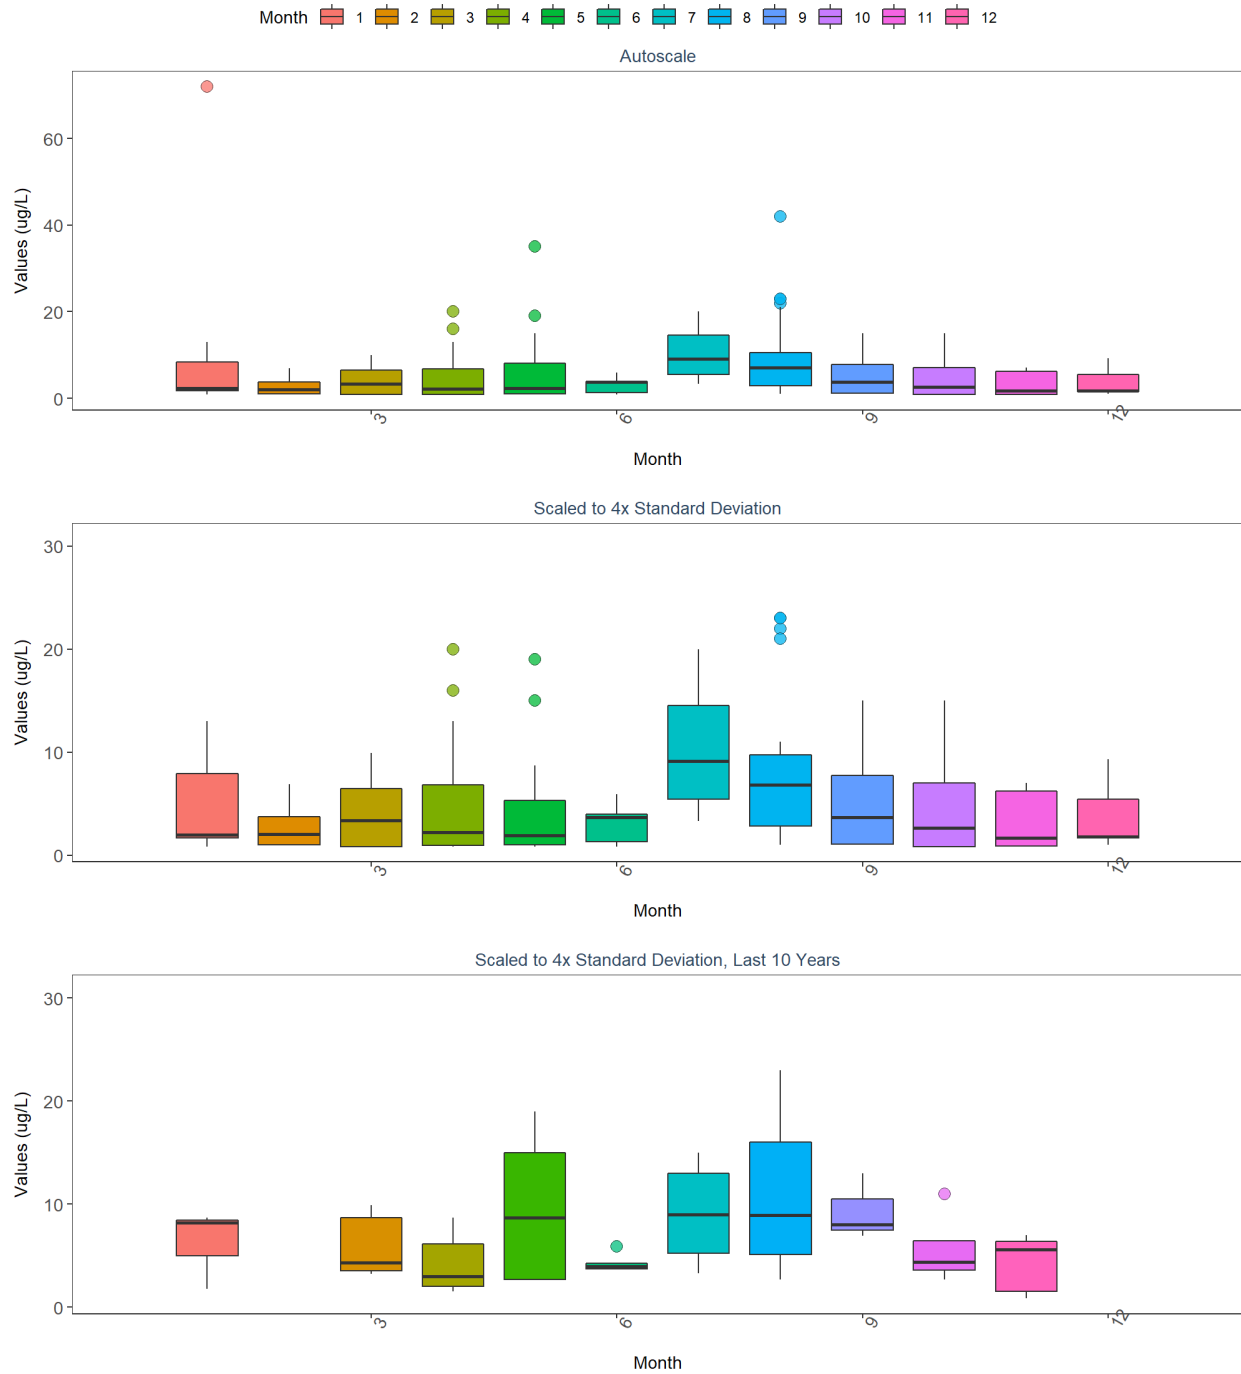 Month 1 2 3 4 5 6 7 8 9 10 11 12
Autoscale
Values (ug/L)
60
40
20
0
3 6 9 12
Month
Scaled to 4x Standard Deviation
Values (ug/L)
30
20
10
0
3 6 9 12
Month
Scaled to 4x Standard Deviation, Last 10 Years
Values (ug/L)
30
20
10
0
3 6 9 12
Month